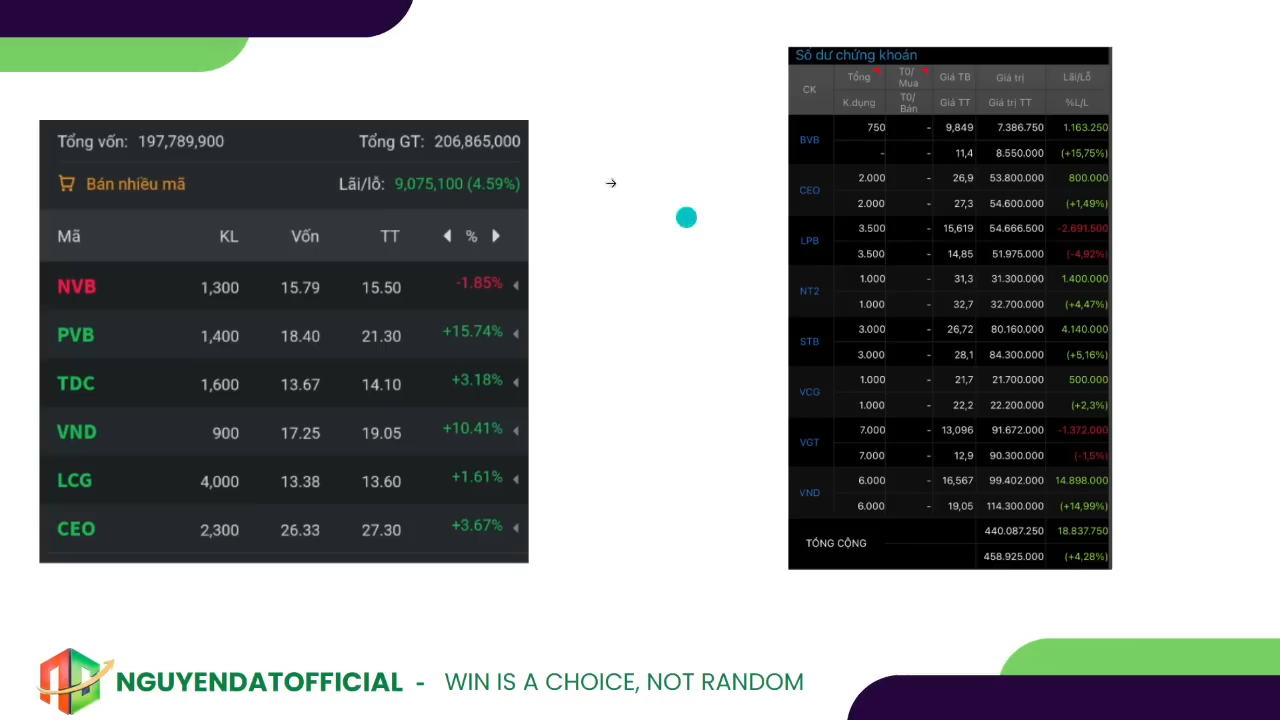 Tổng vốn: 197,789,900 Tổng GT: 206,865,000
Bán nhiều mã Lãi/lỗ: 9,075,100 (4.59%)
Mã KL Vốn TT %
NVB 1,300 15.79 15.50 -1.85%
PVB 1,400 18.40 21.30 +15.74%
TDC 1,600 13.67 14.10 +3.18%
VND 900 17.25 19.05 +10.41%
LCG 4,000 13.38 13.60 +1.61%
CEO 2,300 26.33 27.30 +3.67%
Số dư chứng khoán
CK Tổng T0/Mua Giá TB Giá trị Lãi/Lỗ
K.dụng T0/Bán Giá TT Giá trị TT %L/L
BVB 750 - 9,849 7.386.750 1.163.250
- - 11,4 8.550.000 (+15,75%)
CEO 2.000 - 26,9 53.800.000 800.000
2.000 - 27,3 54.600.000 (+1,49%)
LPB 3.500 - 15,619 54.666.500 -2.691.500
3.500 - 14,85 51.975.000 (-4,92%)
NT2 1.000 - 31,3 31.300.000 1.400.000
1.000 - 32,7 32.700.000 (+4,47%)
STB 3.000 - 26,72 80.160.000 4.140.000
3.000 - 28,1 84.300.000 (+5,16%)
VCG 1.000 - 21,7 21.700.000 500.000
1.000 - 22,2 22.200.000 (+2,3%)
VGT 7.000 - 13,096 91.672.000 -1.372.000
7.000 - 12,9 90.300.000 (-1,5%)
VND 6.000 - 16,567 99.402.000 14.898.000
6.000 - 19,05 114.300.000 (+14,99%)
TỔNG CỘNG 440.087.250 18.837.750
458.925.000 (+4,28%)
NGUYENDATOFFICIAL - WIN IS A CHOICE, NOT RANDOM